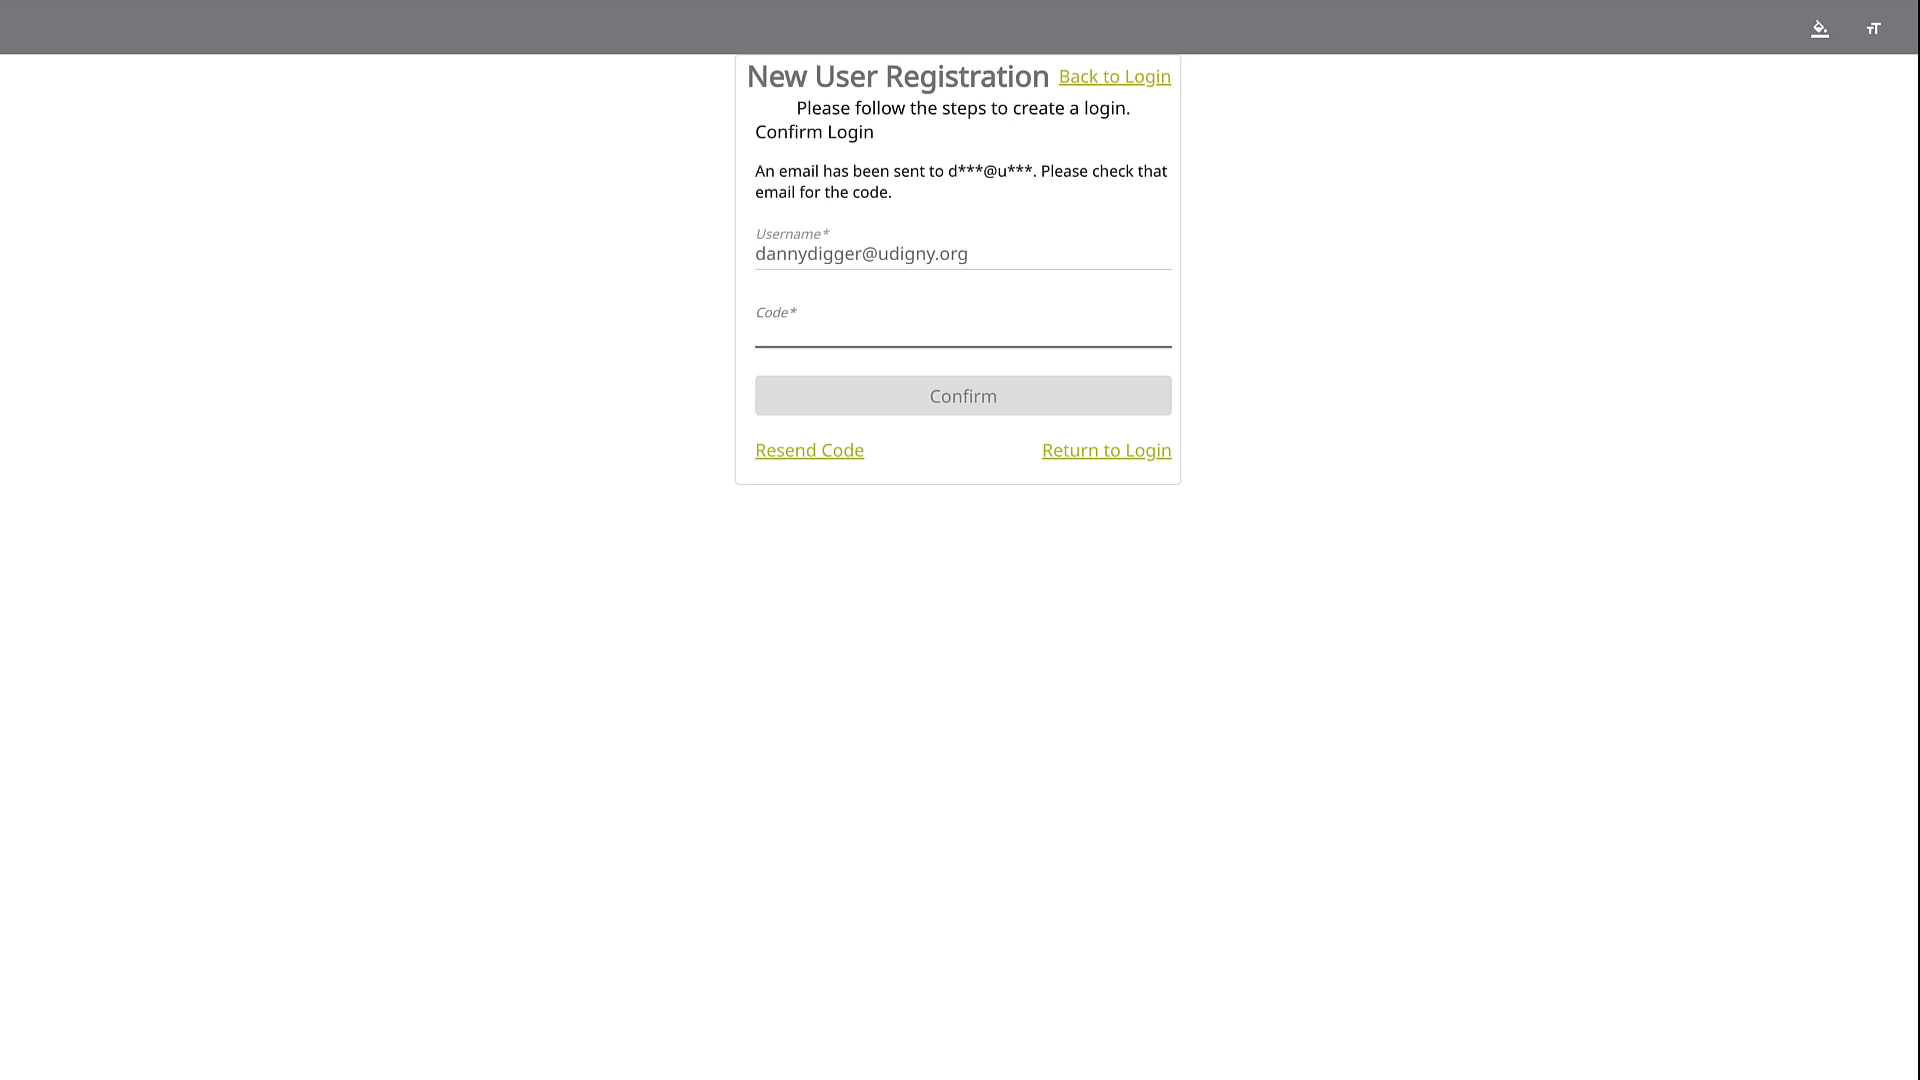 New User Registration Back to Login
Please follow the steps to create a login.
Confirm Login
An email has been sent to d***@u***. Please check that
email for the code.
Username*
dannydigger@udigny.org
Code*
Confirm
Resend Code Return to Login